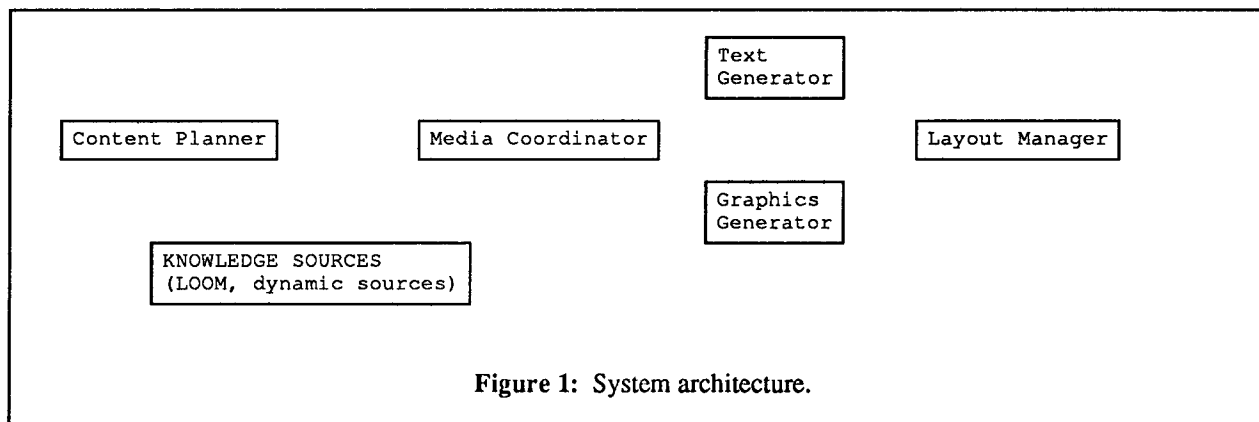 Text
Generator
Content Planner
Media Coordinator
Layout Manager
Graphics
Generator
KNOWLEDGE SOURCES
(LOOM, dynamic sources)
Figure 1: System architecture.